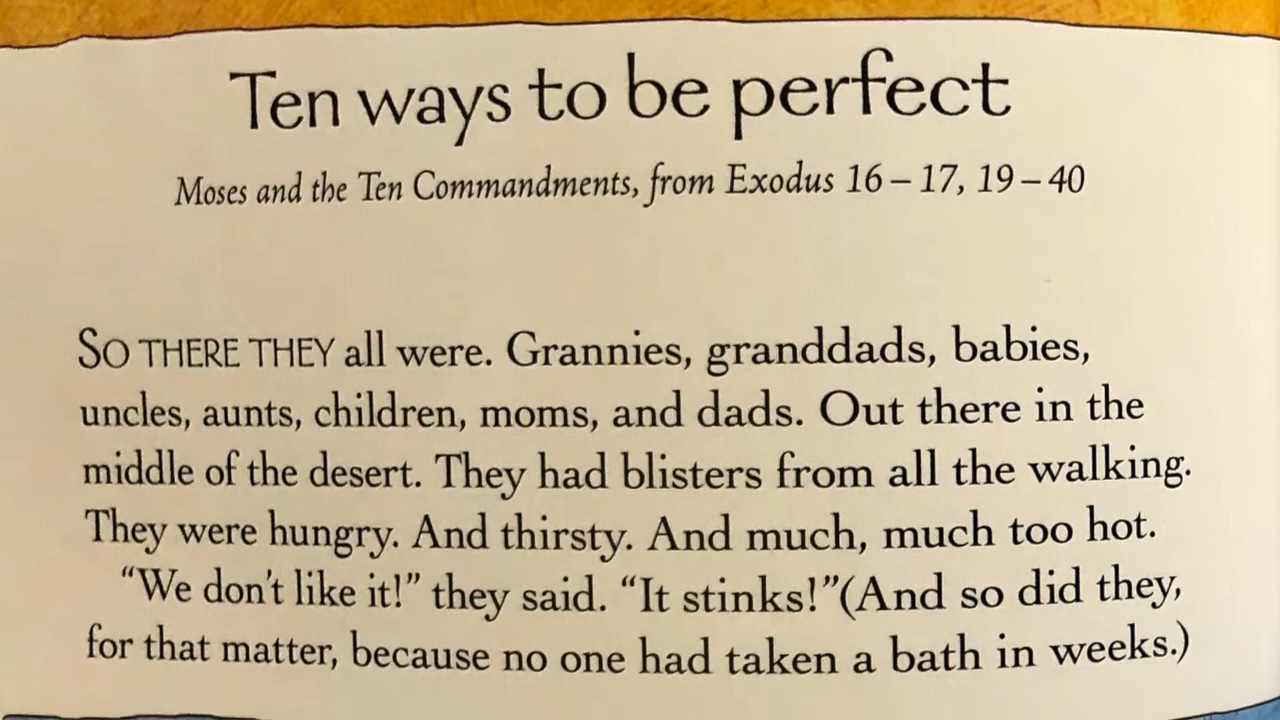 Ten ways to be perfect
Moses and the Ten Commandments, from Exodus 16 – 17, 19 – 40
SO THERE THEY all were. Grannies, granddads, babies,
uncles, aunts, children, moms, and dads. Out there in the
middle of the desert. They had blisters from all the walking.
They were hungry. And thirsty. And much, much too hot.
“We don't like it!” they said. “It stinks!”(And so did they,
for that matter, because no one had taken a bath in weeks.)